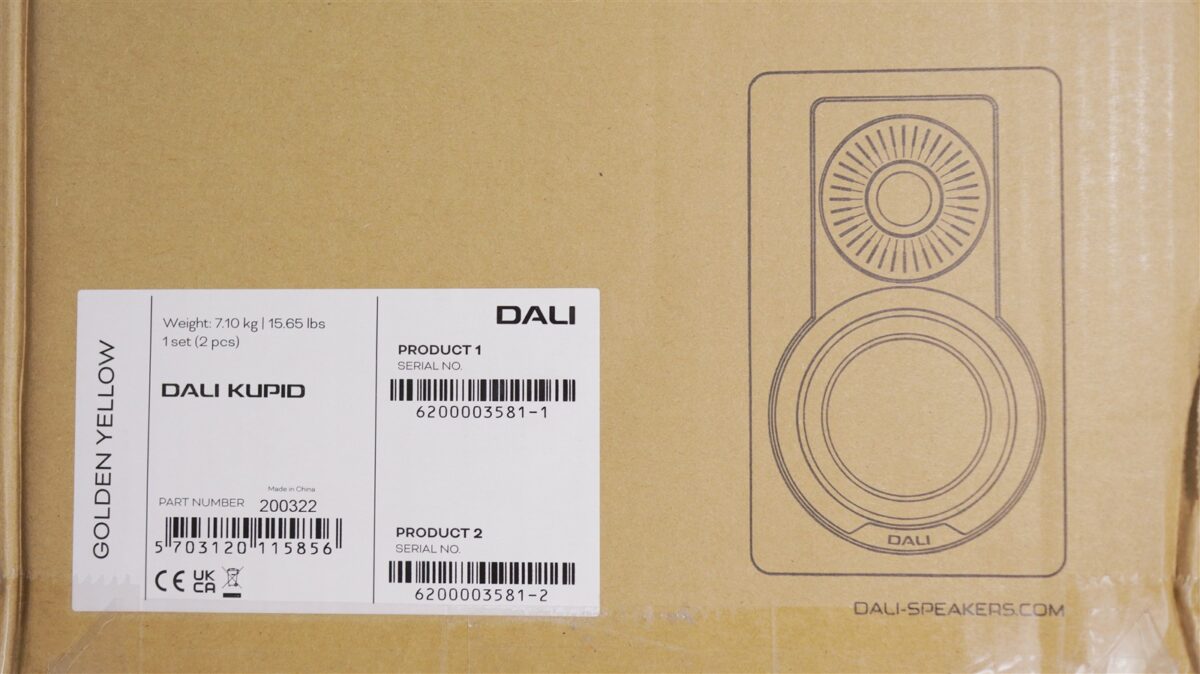 GOLDEN YELLOW
Weight: 7.10 kg | 15.65 lbs
1 set (2 pcs)
DALI KUPID
Made in China
PART NUMBER 200322
5 703120 115856
CE UK CA
DALI
PRODUCT 1
SERIAL NO.
6200003581-1
PRODUCT 2
SERIAL NO.
6200003581-2
DALI
DALI-SPEAKERS.COM